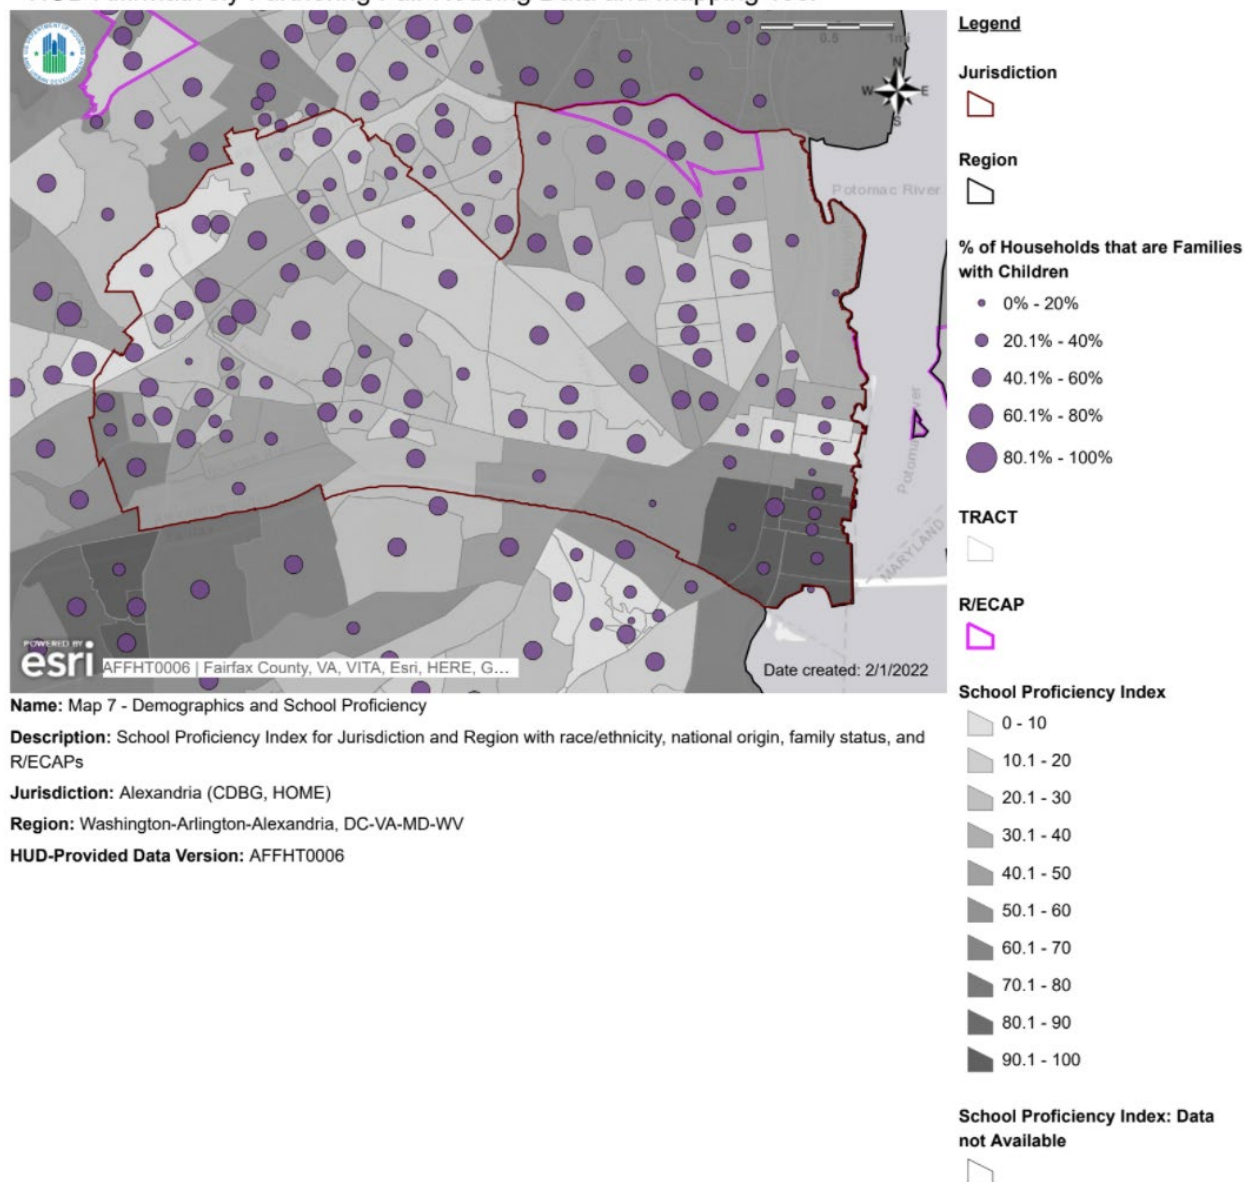 Legend
Jurisdiction
Region
% of Households that are Families
with Children
0% - 20%
20.1% - 40%
40.1% - 60%
60.1% - 80%
80.1% - 100%
TRACT
R/ECAP
School Proficiency Index
0 - 10
10.1 - 20
20.1 - 30
30.1 - 40
40.1 - 50
50.1 - 60
60.1 - 70
70.1 - 80
80.1 - 90
90.1 - 100
School Proficiency Index: Data
not Available
0.5 1mi
N
W E
S
Potomac River
MARYLAND
POWERED BY
esri
AFFHT0006 | Fairfax County, VA, VITA, Esri, HERE, G...
Date created: 2/1/2022
Name: Map 7 - Demographics and School Proficiency
Description: School Proficiency Index for Jurisdiction and Region with race/ethnicity, national origin, family status, and
R/ECAPs
Jurisdiction: Alexandria (CDBG, HOME)
Region: Washington-Arlington-Alexandria, DC-VA-MD-WV
HUD-Provided Data Version: AFFHT0006